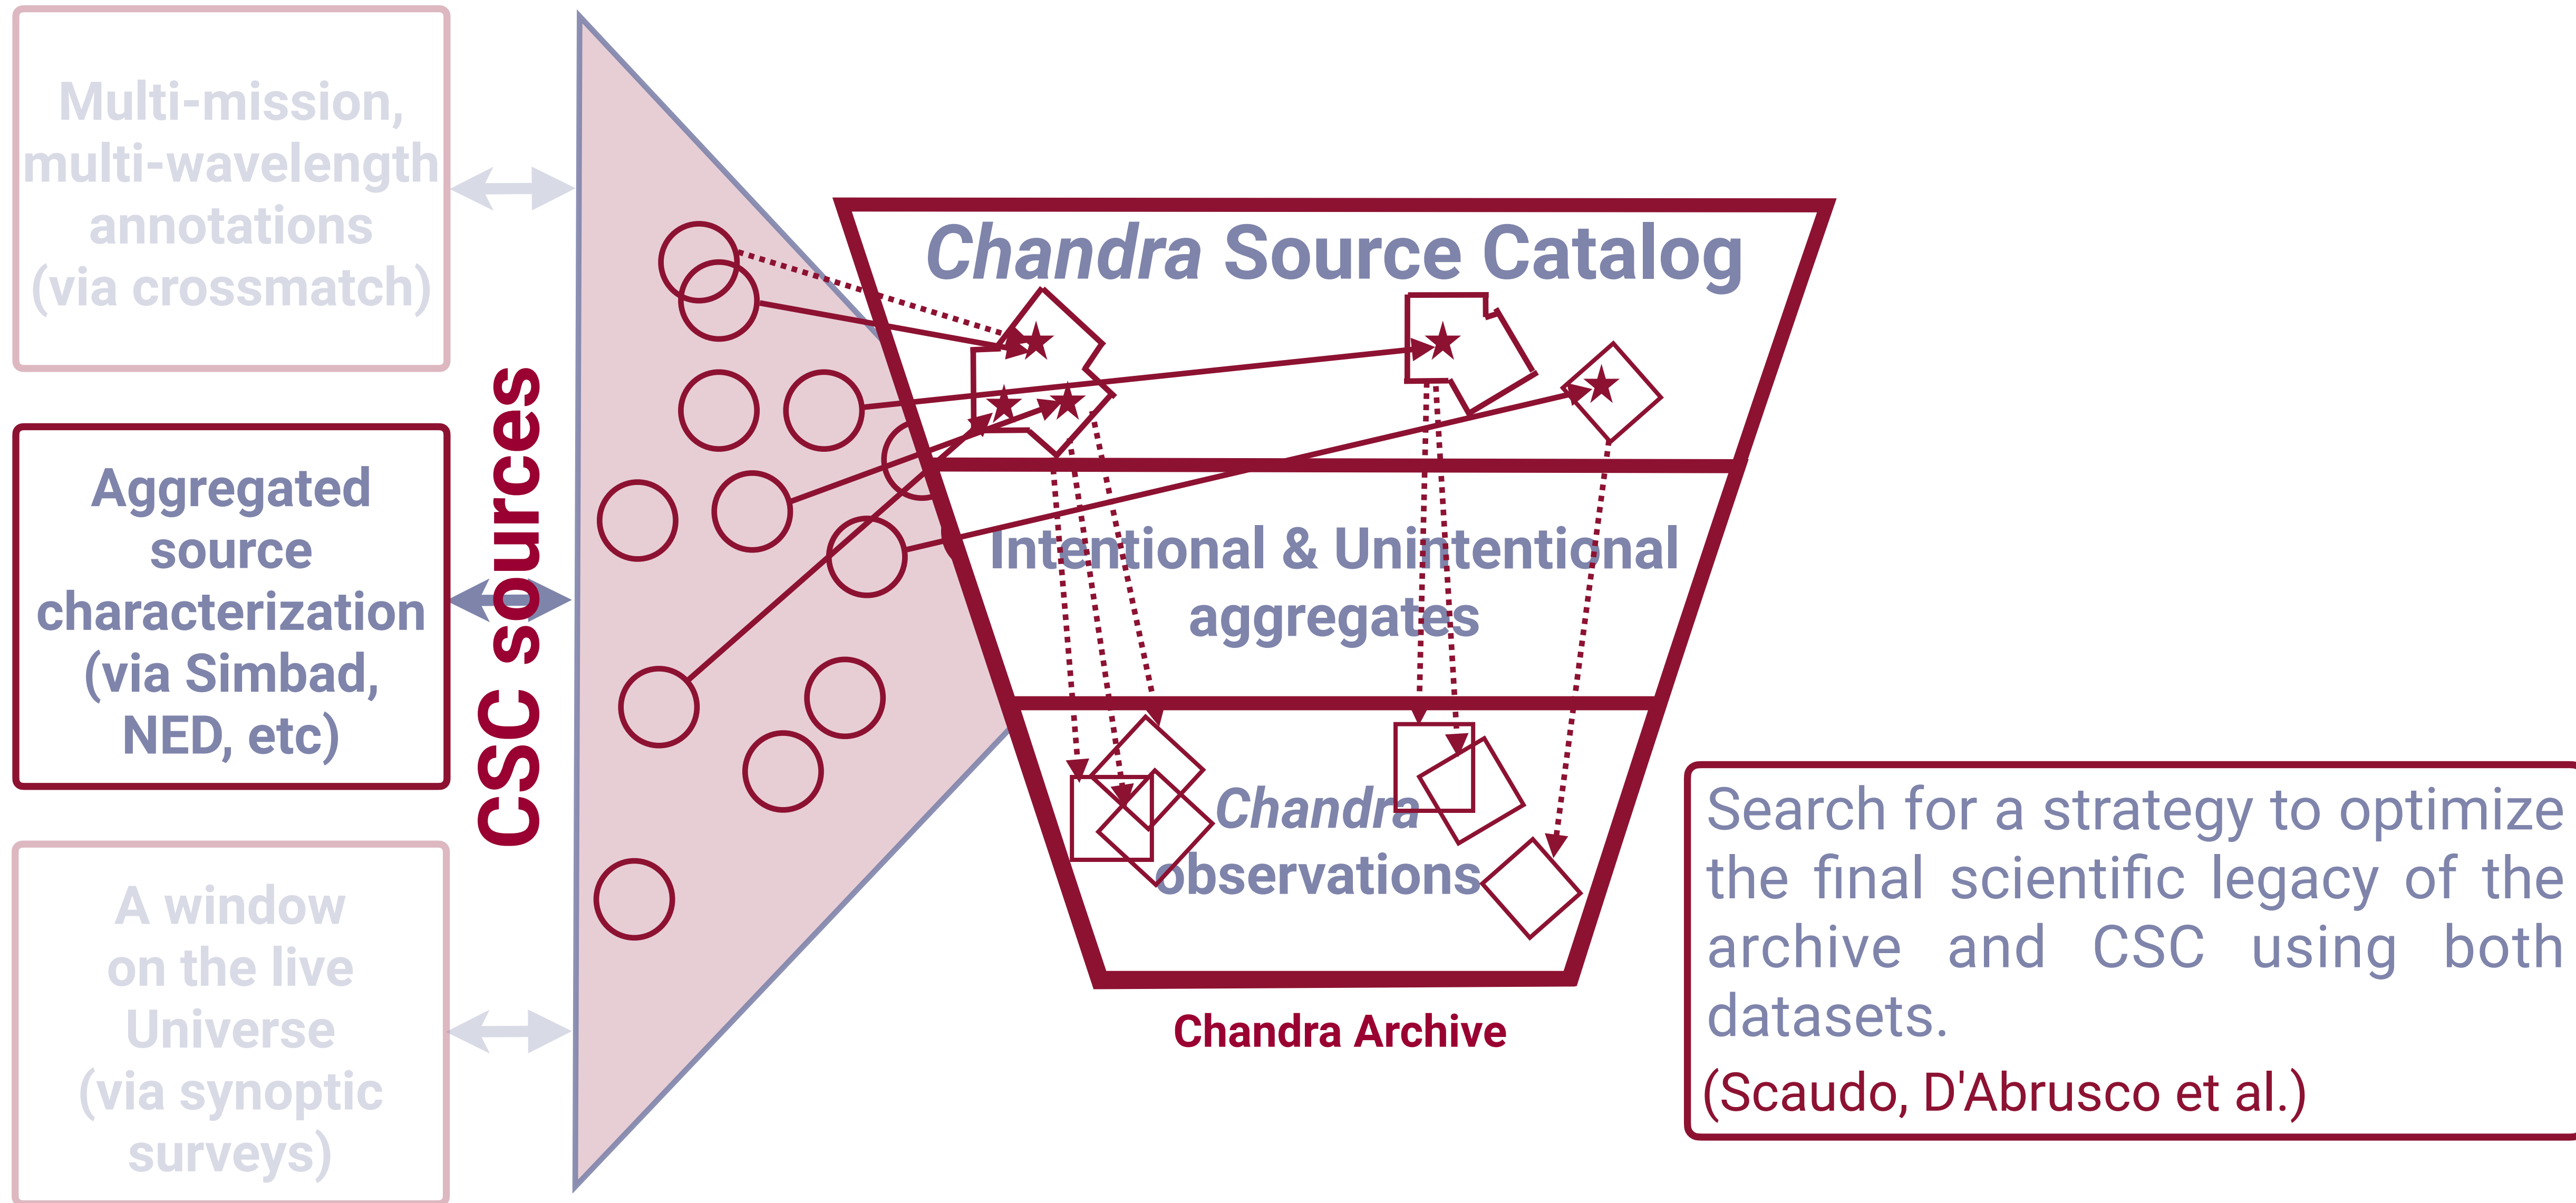 Multi-mission,
multi-wavelength
annotations
(via crossmatch)
Aggregated
source
characterization
(via Simbad,
NED, etc)
A window
on the live
Universe
(via synoptic
surveys)
CSC sources
Chandra Source Catalog
Intentional & Unintentional
aggregates
Chandra
observations
Chandra Archive
Search for a strategy to optimize
the final scientific legacy of the
archive and CSC using both
datasets.
(Scaudo, D'Abrusco et al.)